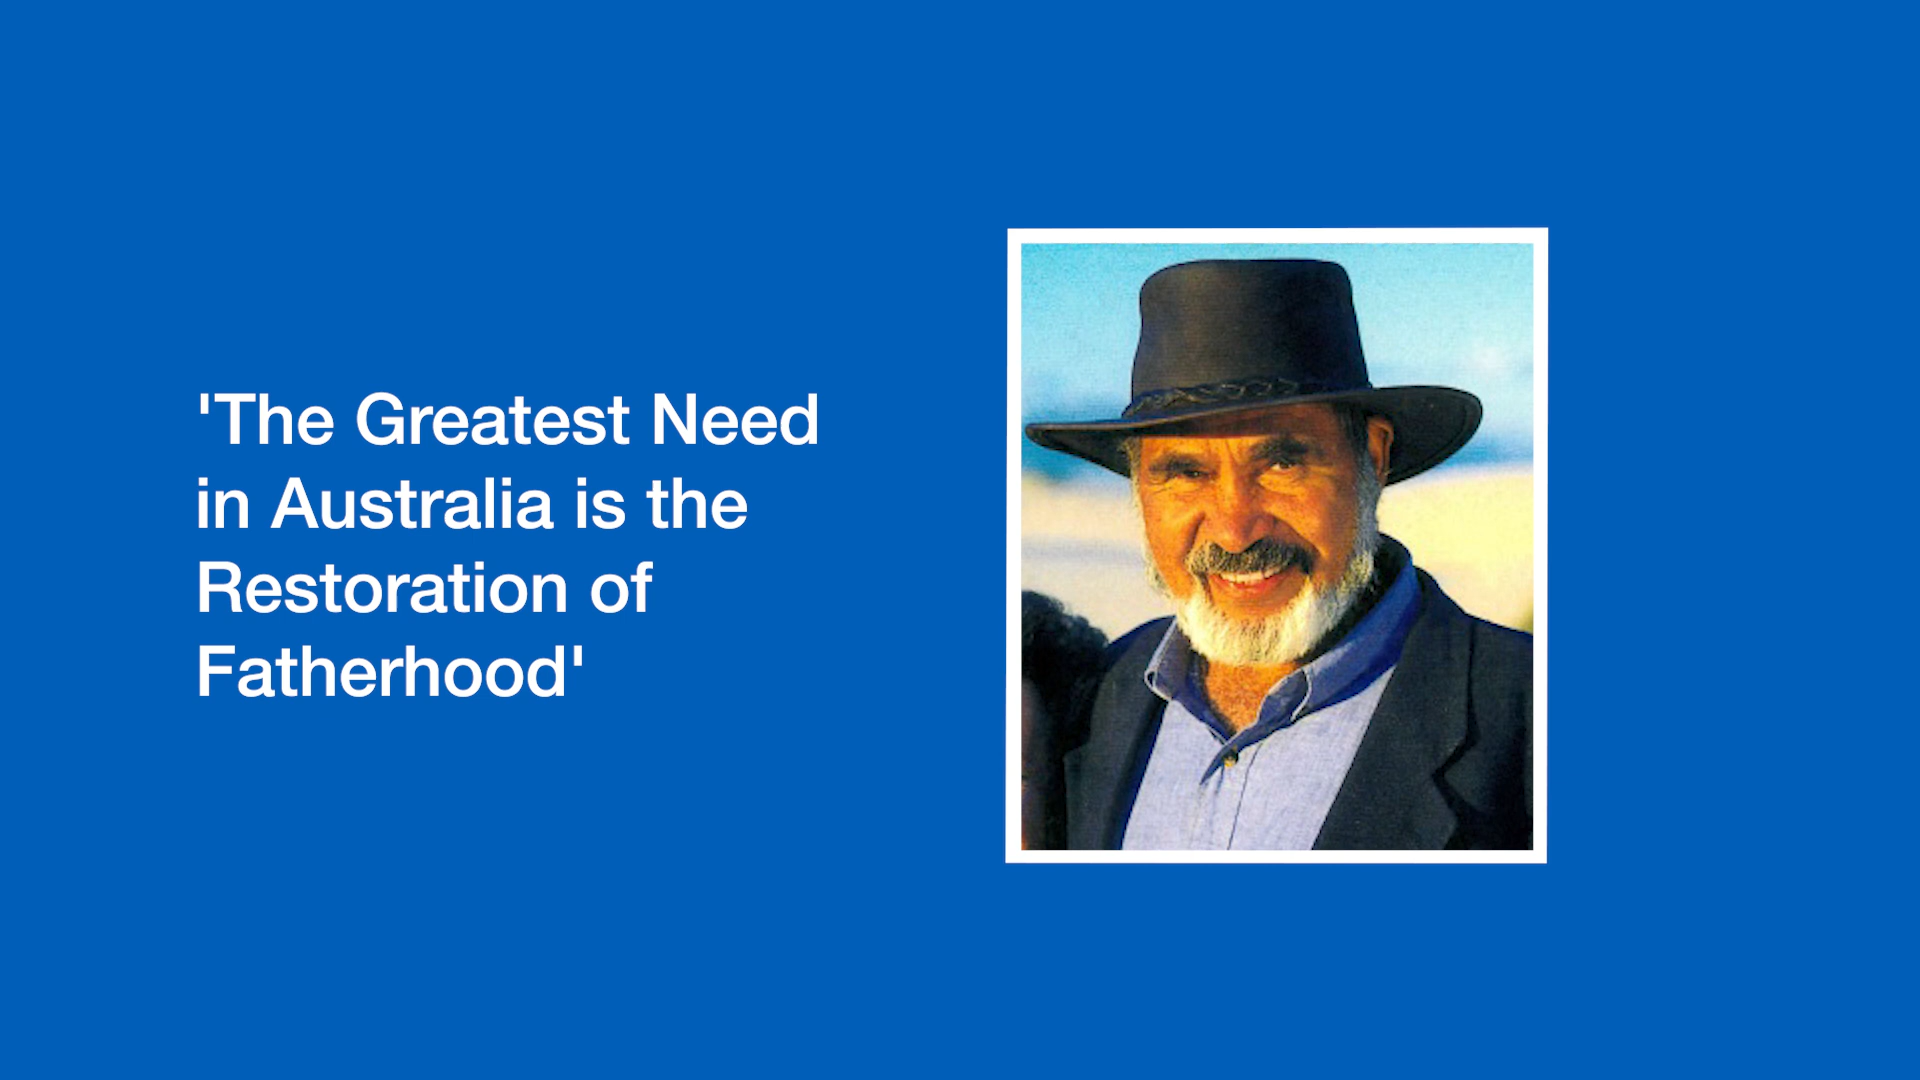 'The Greatest Need
in Australia is the
Restoration of
Fatherhood'